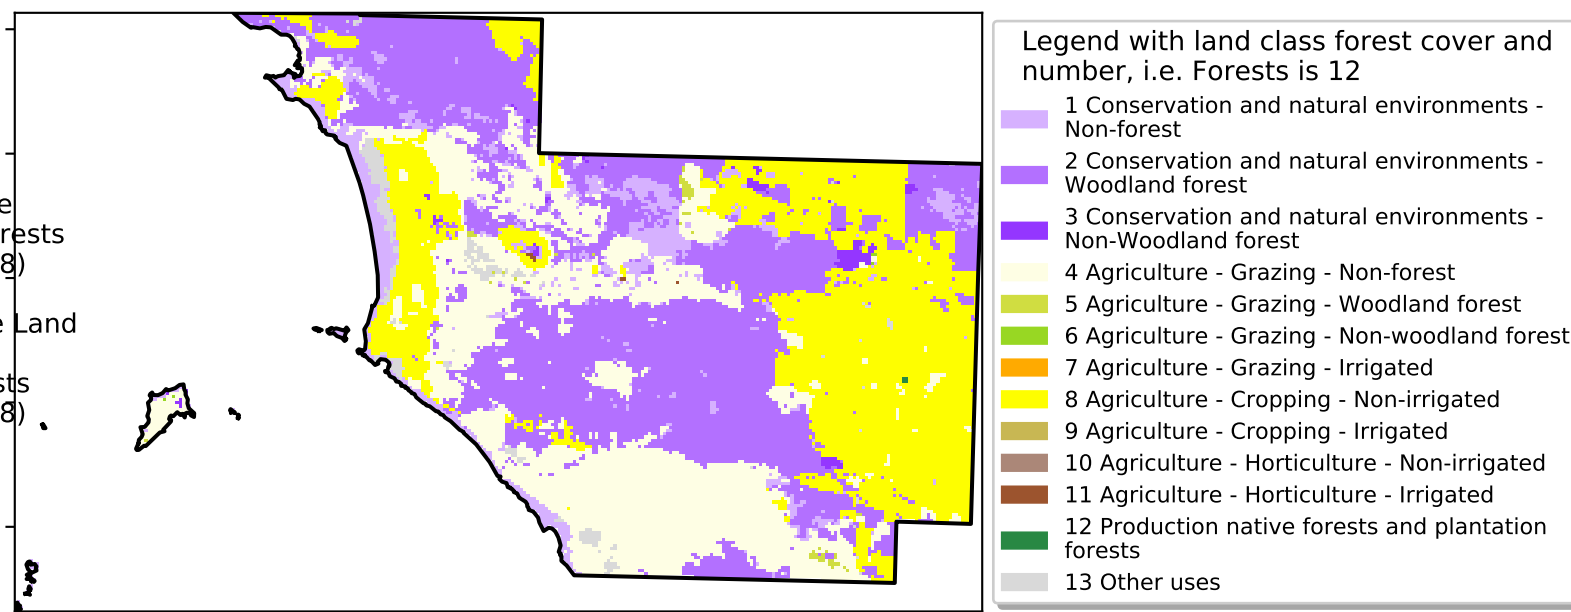 e
rests
8)
e Land
sts
8)
Legend with land class forest cover and
number, i.e. Forests is 12
1 Conservation and natural environments -
Non-forest
2 Conservation and natural environments -
Woodland forest
3 Conservation and natural environments -
Non-Woodland forest
4 Agriculture - Grazing - Non-forest
5 Agriculture - Grazing - Woodland forest
6 Agriculture - Grazing - Non-woodland forest
7 Agriculture - Grazing - Irrigated
8 Agriculture - Cropping - Non-irrigated
9 Agriculture - Cropping - Irrigated
10 Agriculture - Horticulture - Non-irrigated
11 Agriculture - Horticulture - Irrigated
12 Production native forests and plantation
forests
13 Other uses